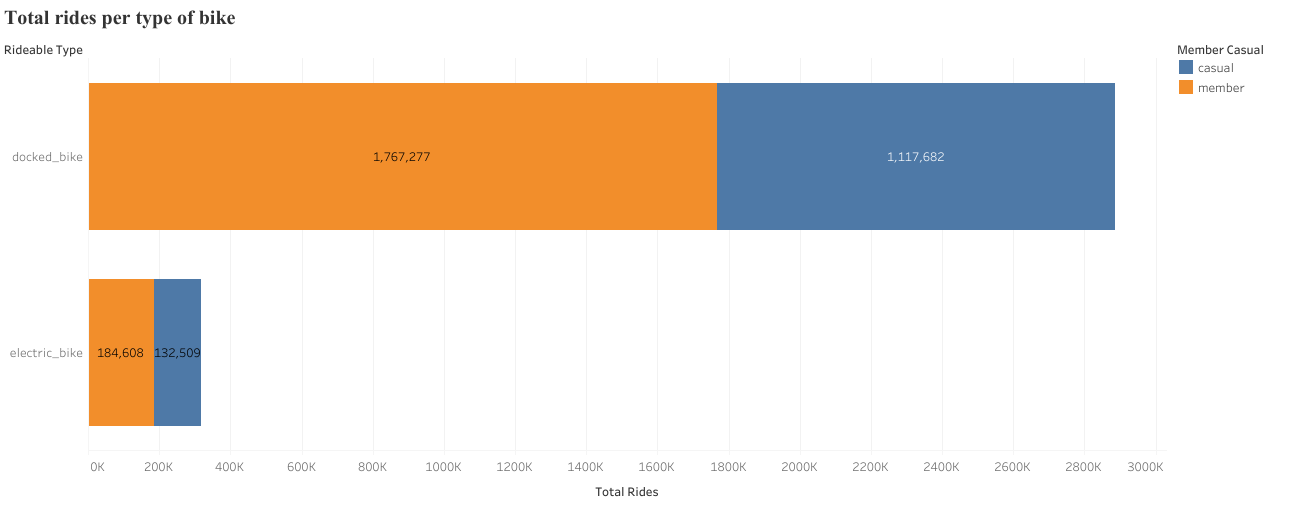 Total rides per type of bike
Rideable Type
Member Casual
casual
member
docked_bike
1,767,277
1,117,682
electric_bike
184,608
132,509
0K 200K 400K 600K 800K 1000K 1200K 1400K 1600K 1800K 2000K 2200K 2400K 2600K 2800K 3000K
Total Rides